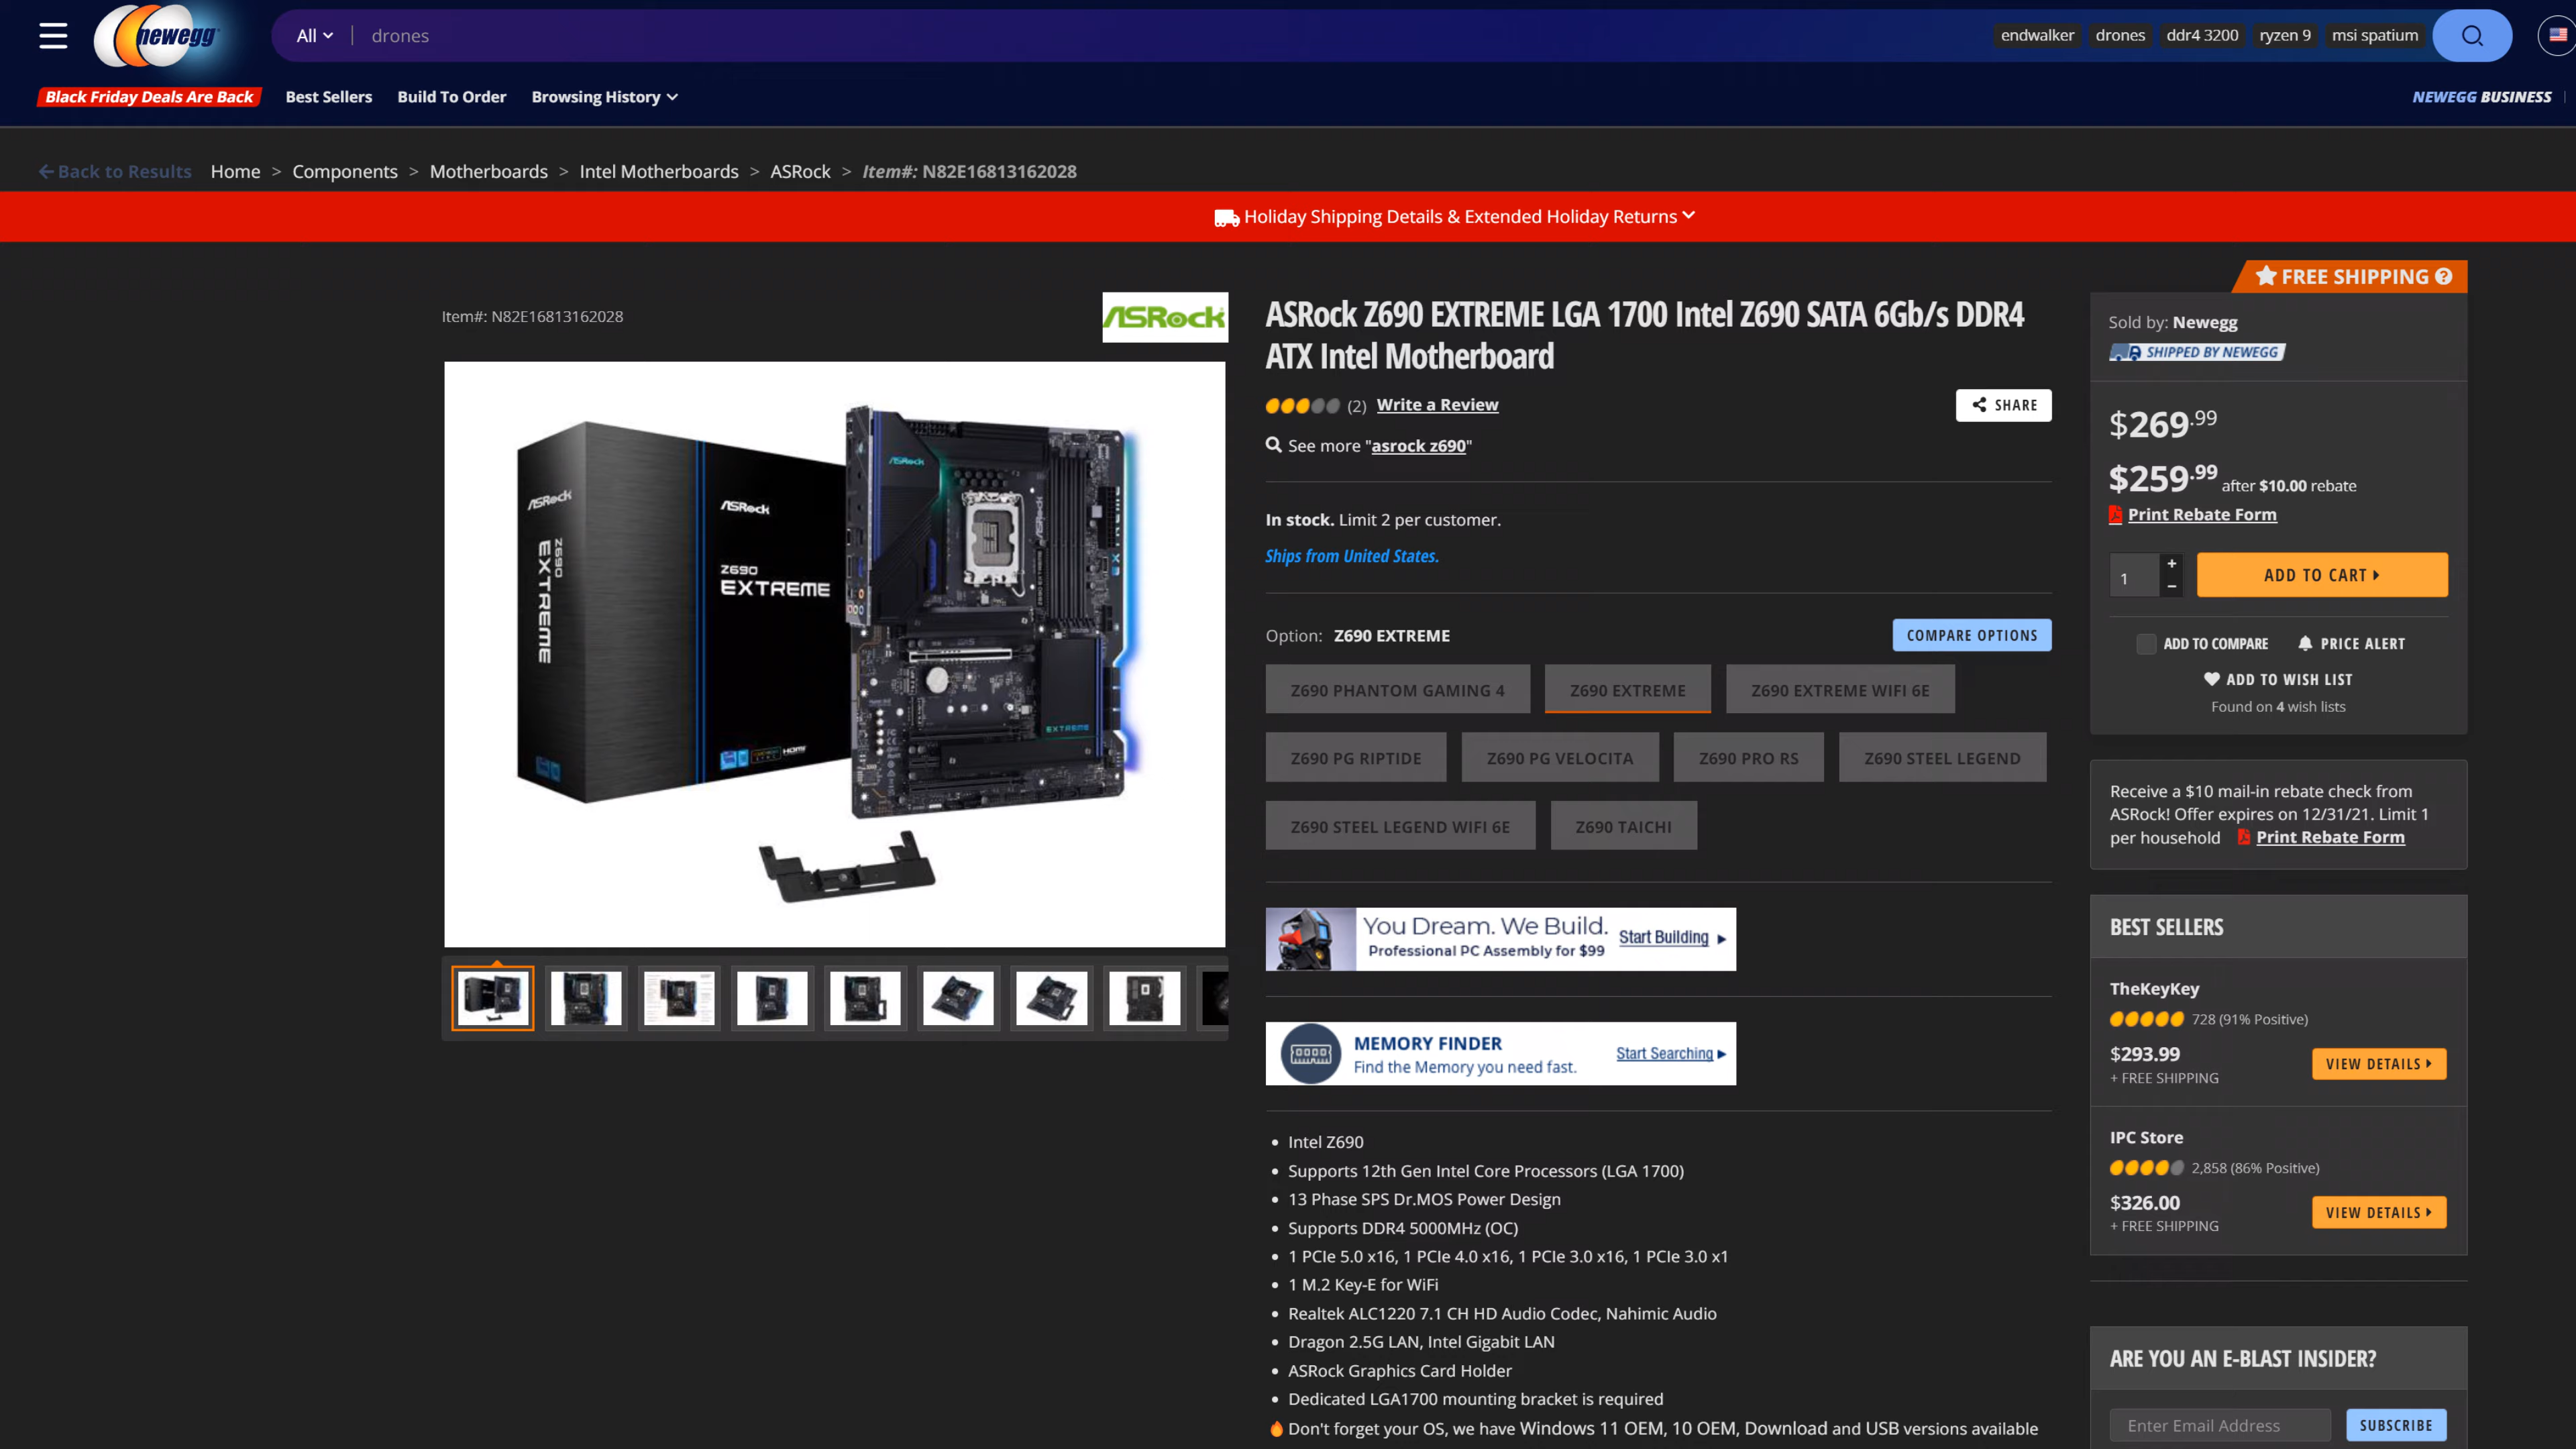 newegg
All
drones
endwalker
drones
ddr4 3200
ryzen 9
msi spatium
Black Friday Deals Are Back
Best Sellers
Build To Order
Browsing History
NEWEGG BUSINESS
Back to Results
Home > Components > Motherboards > Intel Motherboards > ASRock > Item#: N82E16813162028
Holiday Shipping Details & Extended Holiday Returns
Item#: N82E16813162028
ASRock
ASRock
Z690
EXTREME
ASRock
Z690
EXTREME
HDMI
ASRock
EXTREME
ASRock Z690 EXTREME LGA 1700 Intel Z690 SATA 6Gb/s DDR4
ATX Intel Motherboard
(2) Write a Review
SHARE
See more "asrock z690"
In stock. Limit 2 per customer.
Ships from United States.
Option: Z690 EXTREME
COMPARE OPTIONS
Z690 PHANTOM GAMING 4
Z690 EXTREME
Z690 EXTREME WIFI 6E
Z690 PG RIPTIDE
Z690 PG VELOCITA
Z690 PRO RS
Z690 STEEL LEGEND
Z690 STEEL LEGEND WIFI 6E
Z690 TAICHI
You Dream. We Build.
Professional PC Assembly for $99
Start Building
MEMORY FINDER
Find the Memory you need fast.
Start Searching
Intel Z690
Supports 12th Gen Intel Core Processors (LGA 1700)
13 Phase SPS Dr.MOS Power Design
Supports DDR4 5000MHz (OC)
1 PCIe 5.0 x16, 1 PCIe 4.0 x16, 1 PCIe 3.0 x16, 1 PCIe 3.0 x1
1 M.2 Key-E for WiFi
Realtek ALC1220 7.1 CH HD Audio Codec, Nahimic Audio
Dragon 2.5G LAN, Intel Gigabit LAN
ASRock Graphics Card Holder
Dedicated LGA1700 mounting bracket is required
Don't forget your OS, we have Windows 11 OEM, 10 OEM, Download and USB versions available
FREE SHIPPING
Sold by: Newegg
SHIPPED BY NEWEGG
$269.99
$259.99 after $10.00 rebate
Print Rebate Form
1
+
−
ADD TO CART
ADD TO COMPARE
PRICE ALERT
ADD TO WISH LIST
Found on 4 wish lists
Receive a $10 mail-in rebate check from
ASRock! Offer expires on 12/31/21. Limit 1
per household Print Rebate Form
BEST SELLERS
TheKeyKey
728 (91% Positive)
$293.99
+ FREE SHIPPING
VIEW DETAILS
IPC Store
2,858 (86% Positive)
$326.00
+ FREE SHIPPING
VIEW DETAILS
ARE YOU AN E-BLAST INSIDER?
Enter Email Address
SUBSCRIBE